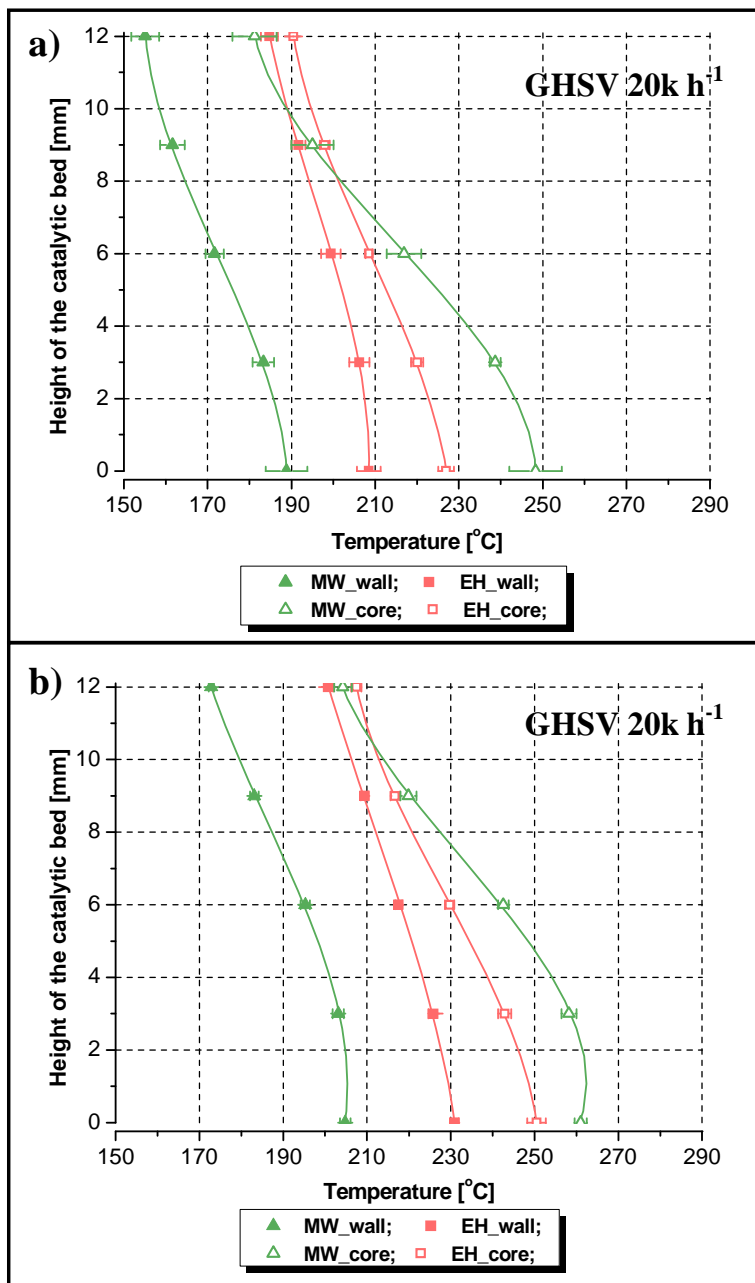 a)
GHSV 20k h-1
Height of the catalytic bed [mm]
12
10
8
6
4
2
0
150 170 190 210 230 250 270 290
Temperature [oC]
MW_wall; EH_wall;
MW_core; EH_core;
b)
GHSV 20k h-1
Height of the catalytic bed [mm]
12
10
8
6
4
2
0
150 170 190 210 230 250 270 290
Temperature [oC]
MW_wall; EH_wall;
MW_core; EH_core;